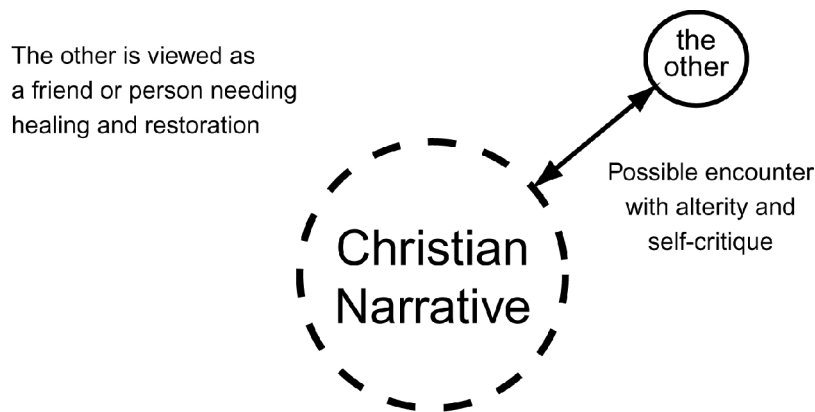 The other is viewed as
a friend or person needing
healing and restoration
the
other
Possible encounter
with alterity and
self-critique
Christian
Narrative